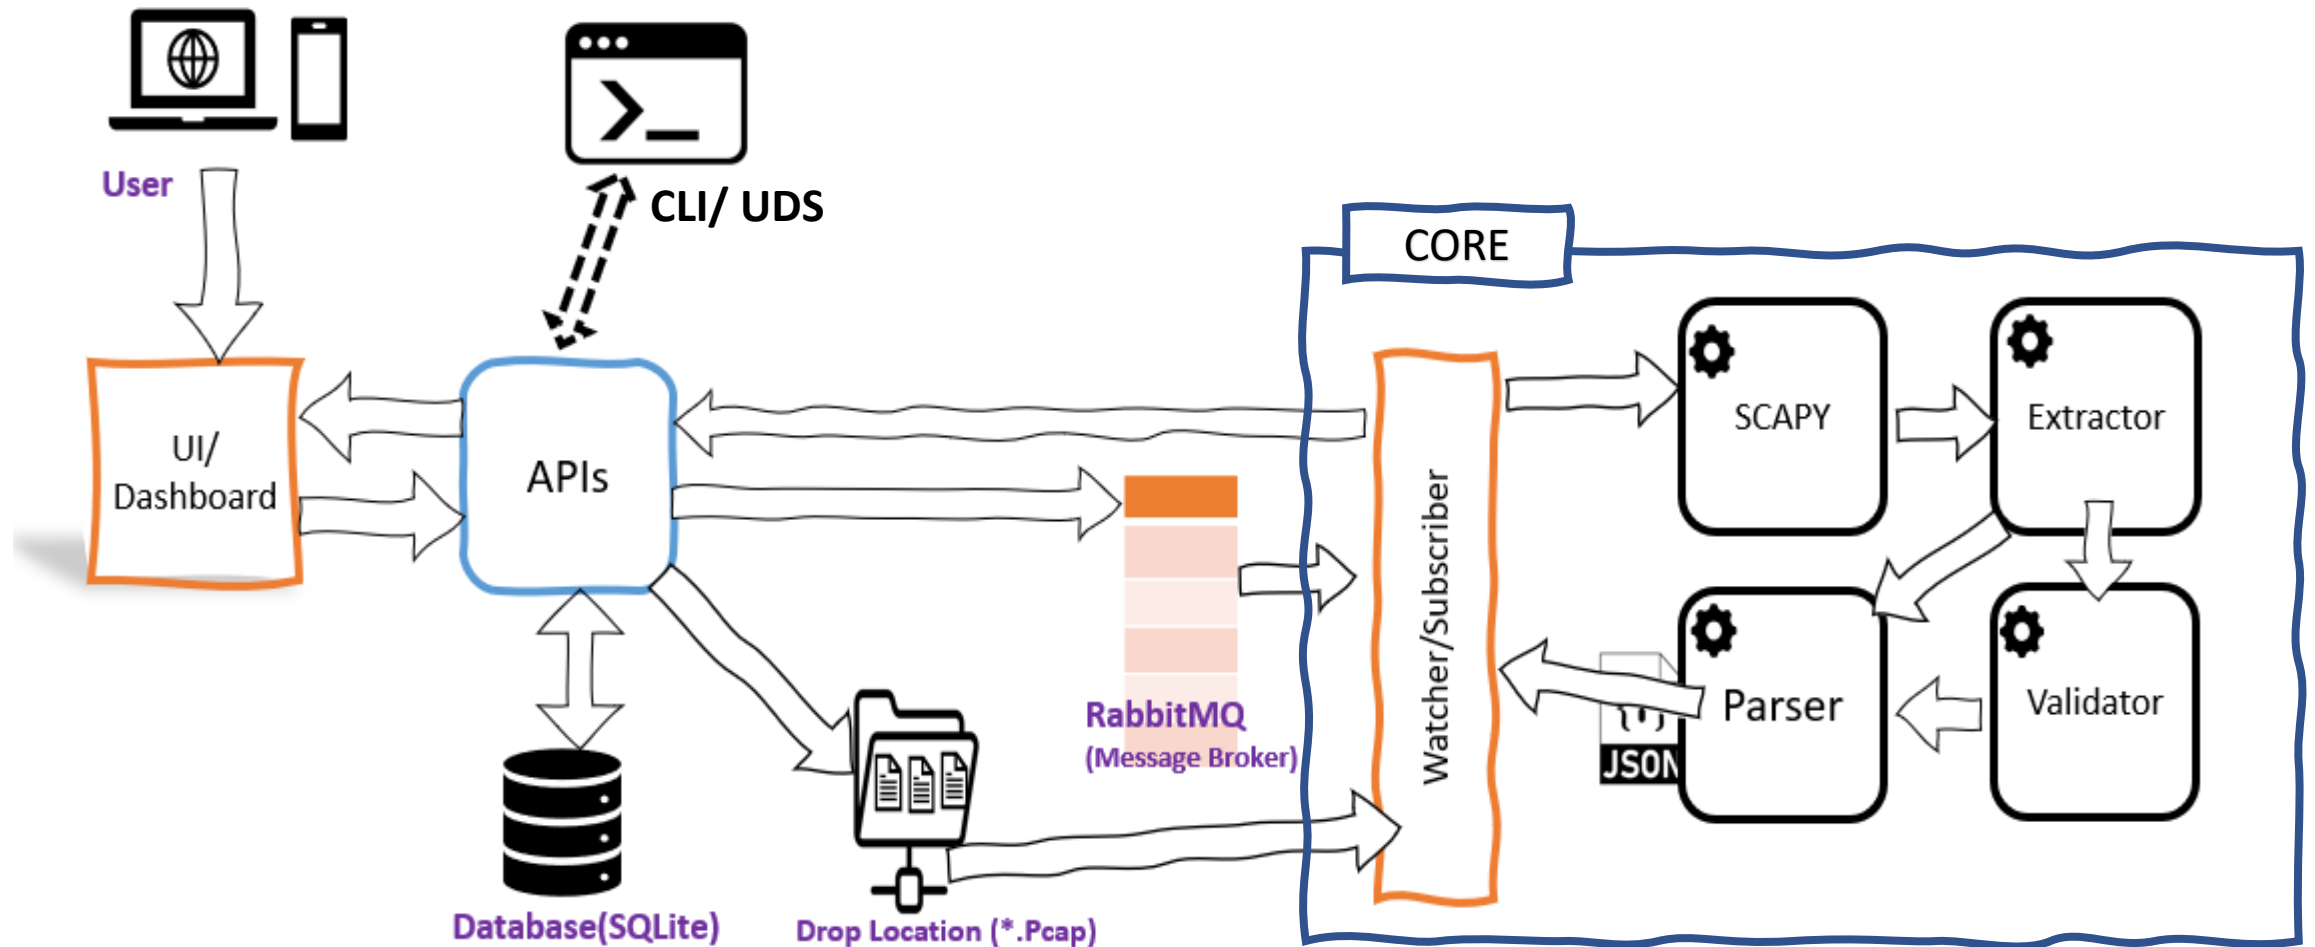 User
CLI/ UDS
CORE
UI/
Dashboard
APIs
SCAPY
Extractor
Watcher/Subscriber
RabbitMQ
(Message Broker)
JSON
Parser
Validator
Database(SQLite)
Drop Location (*.Pcap)